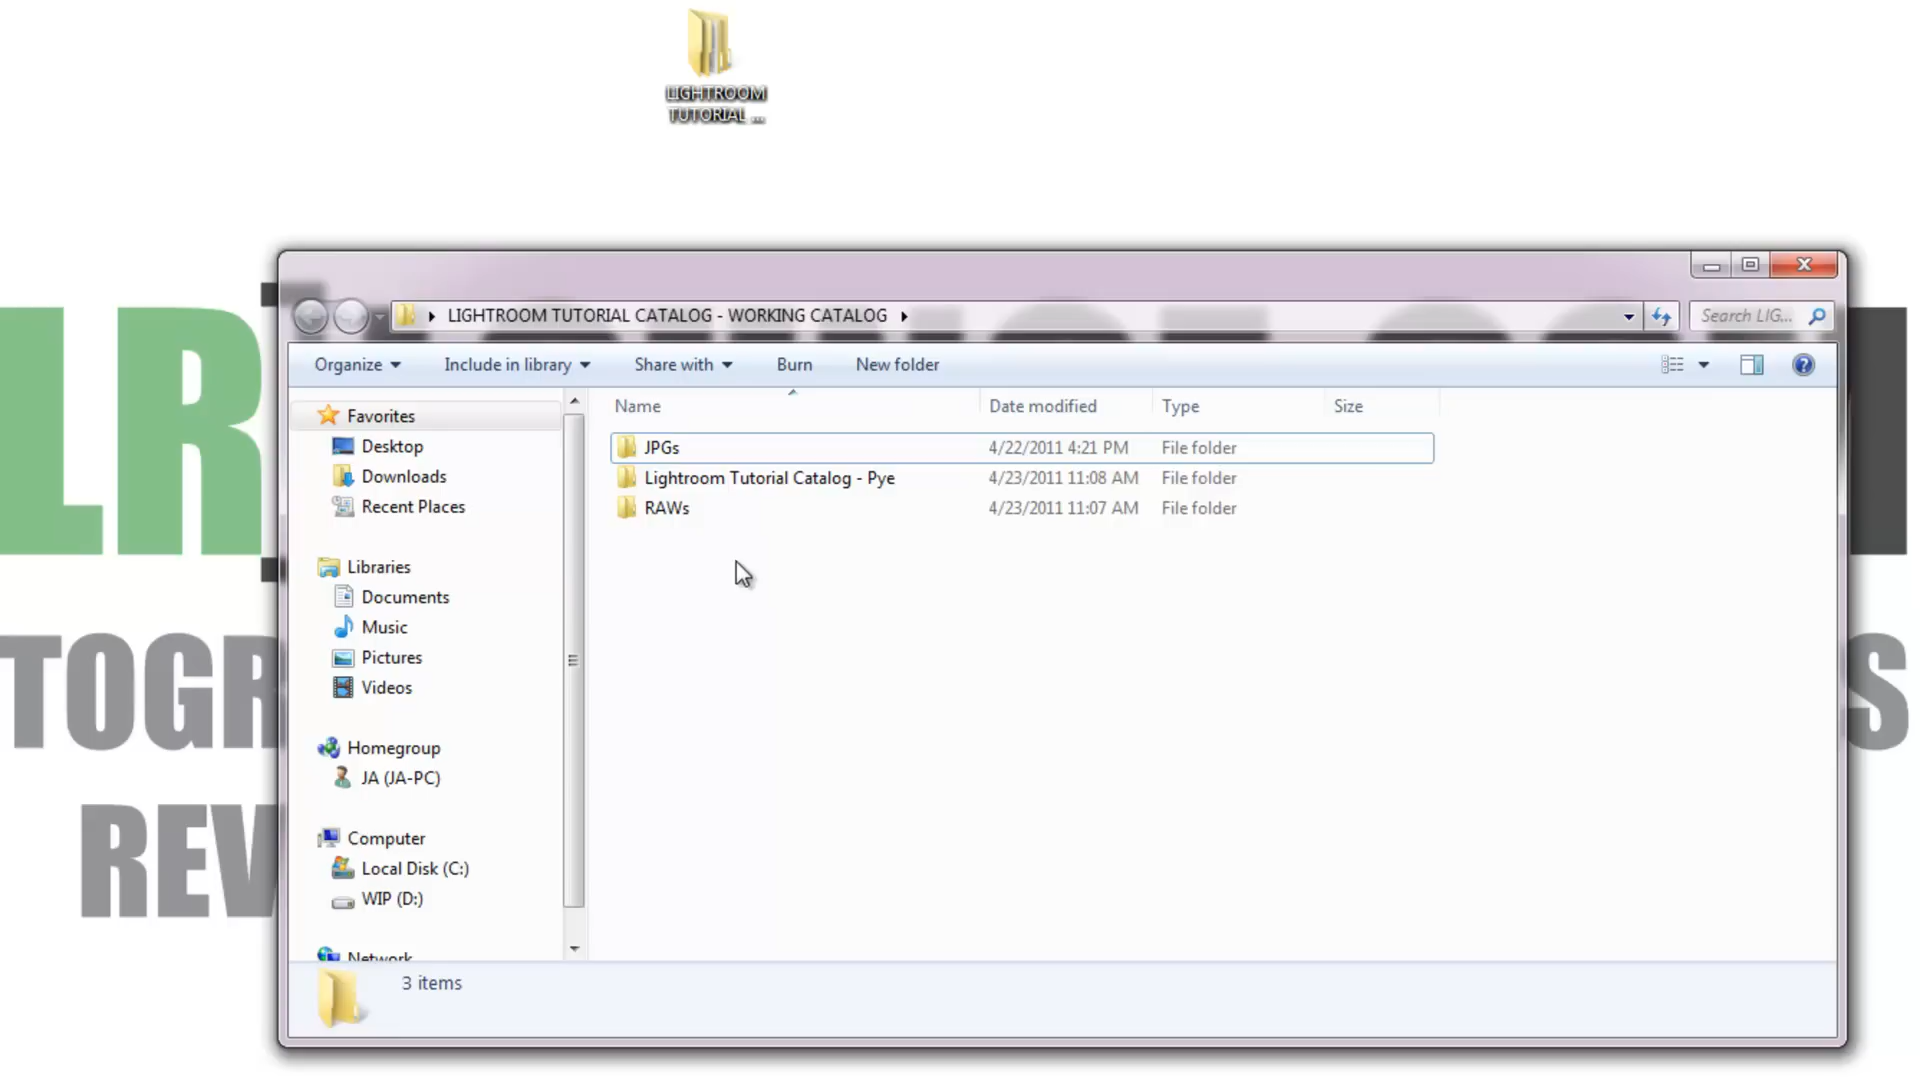 LIGHTROOM
TUTORIAL ...
LR
TOGR
S
REV
LIGHTROOM TUTORIAL CATALOG - WORKING CATALOG
Search LIG...
Organize
Include in library
Share with
Burn
New folder
Name
Date modified
Type
Size
JPGs 4/22/2011 4:21 PM File folder
Lightroom Tutorial Catalog - Pye 4/23/2011 11:08 AM File folder
RAWs 4/23/2011 11:07 AM File folder
Favorites
Desktop
Downloads
Recent Places
Libraries
Documents
Music
Pictures
Videos
Homegroup
JA (JA-PC)
Computer
Local Disk (C:)
WIP (D:)
Network
3 items